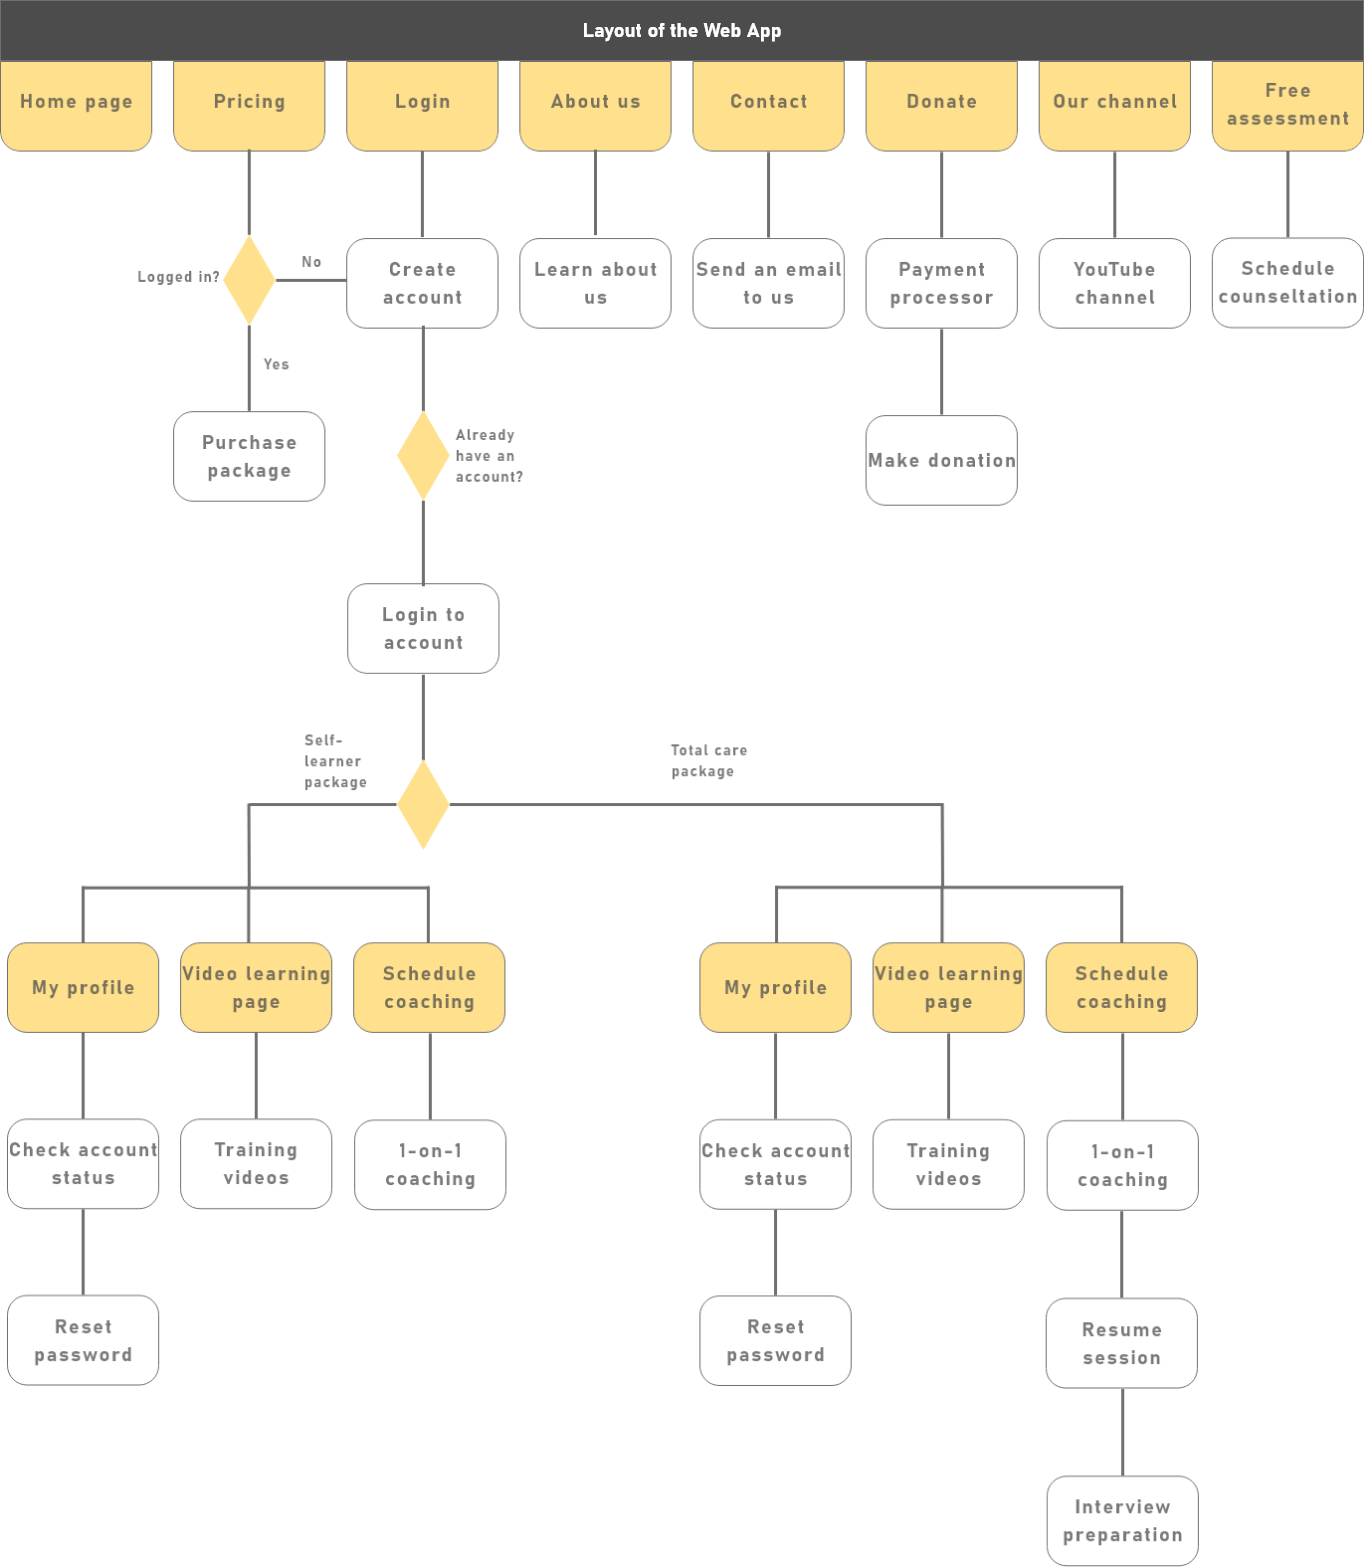 Layout of the Web App
Home page
Pricing
Login
About us
Contact
Donate
Our channel
Free
assessment
Logged in?
No
Yes
Create
account
Learn about
us
Send an email
to us
Payment
processor
YouTube
channel
Schedule
counseltation
Purchase
package
Already
have an
account?
Make donation
Login to
account
Self-
learner
package
Total care
package
My profile
Video learning
page
Schedule
coaching
My profile
Video learning
page
Schedule
coaching
Check account
status
Training
videos
1-on-1
coaching
Check account
status
Training
videos
1-on-1
coaching
Reset
password
Reset
password
Resume
session
Interview
preparation